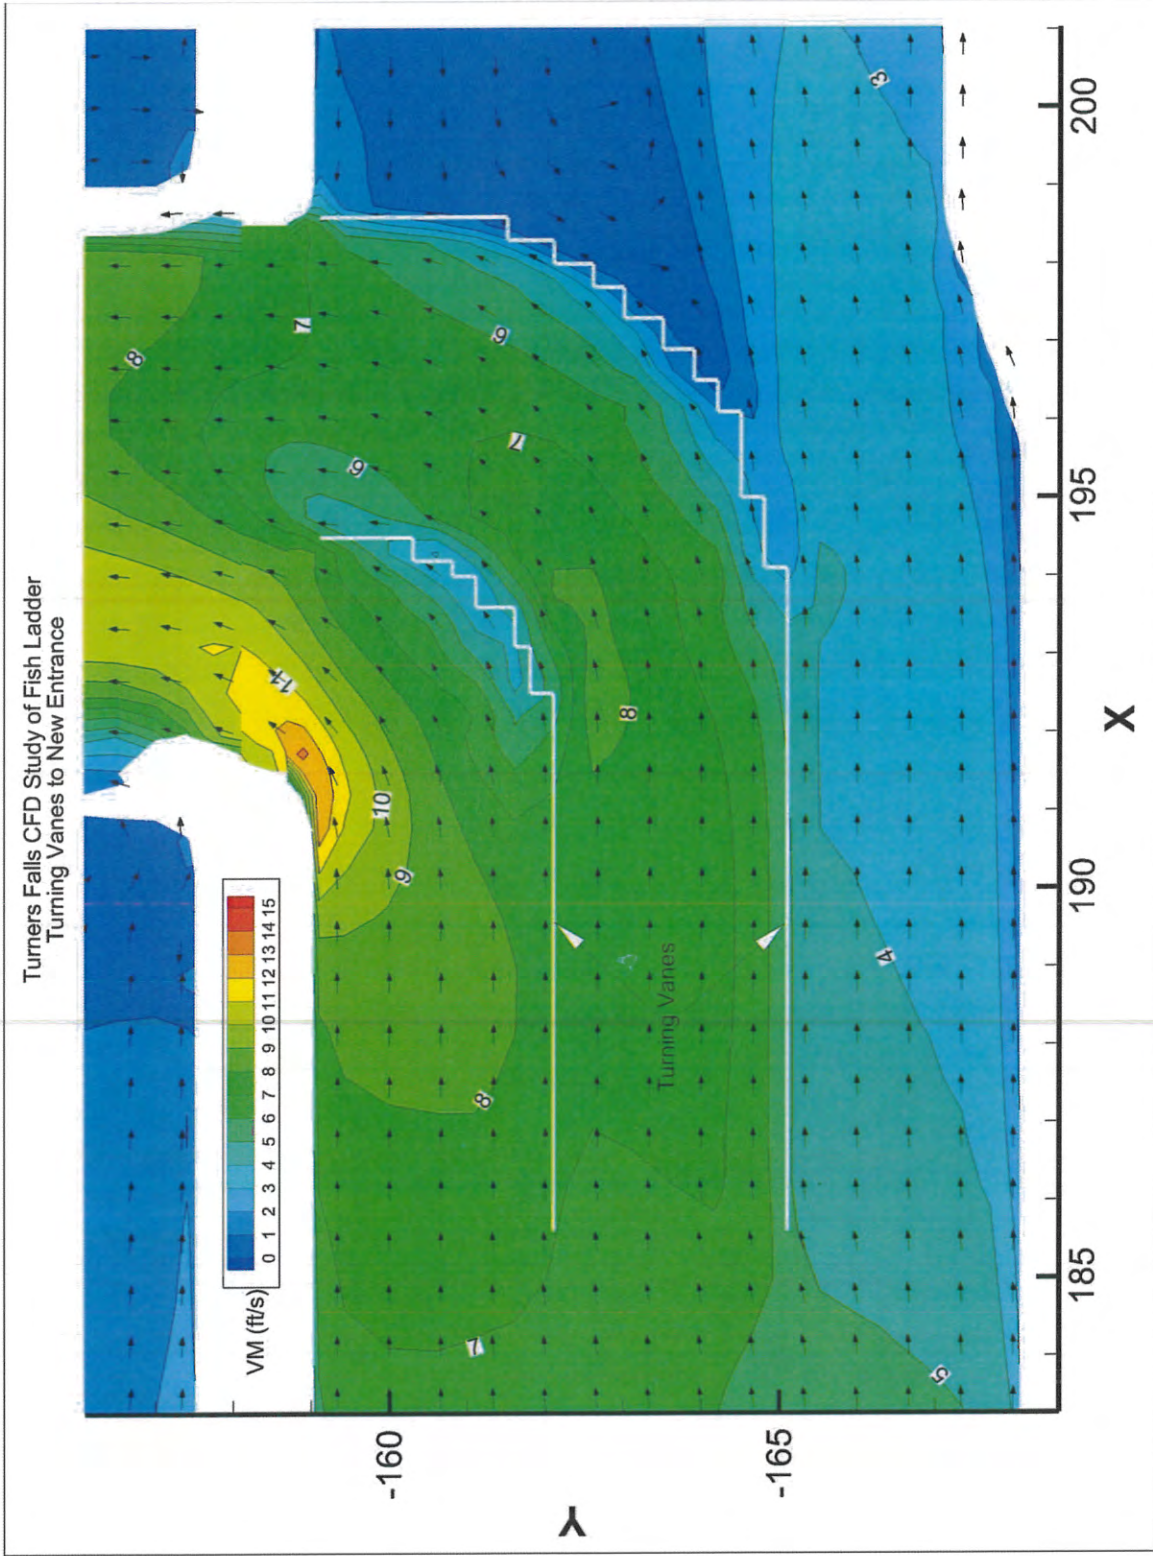 Turners Falls CFD Study of Fish Ladder
Turning Vanes to New Entrance
VM (ft/s)
0 1 2 3 4 5 6 7 8 9 10 11 12 13 14 15
8
7
6
6
7
11
10
9
8
8
7
3
4
5
Turning Vanes
-160
-165
Y
185
190
195
200
X